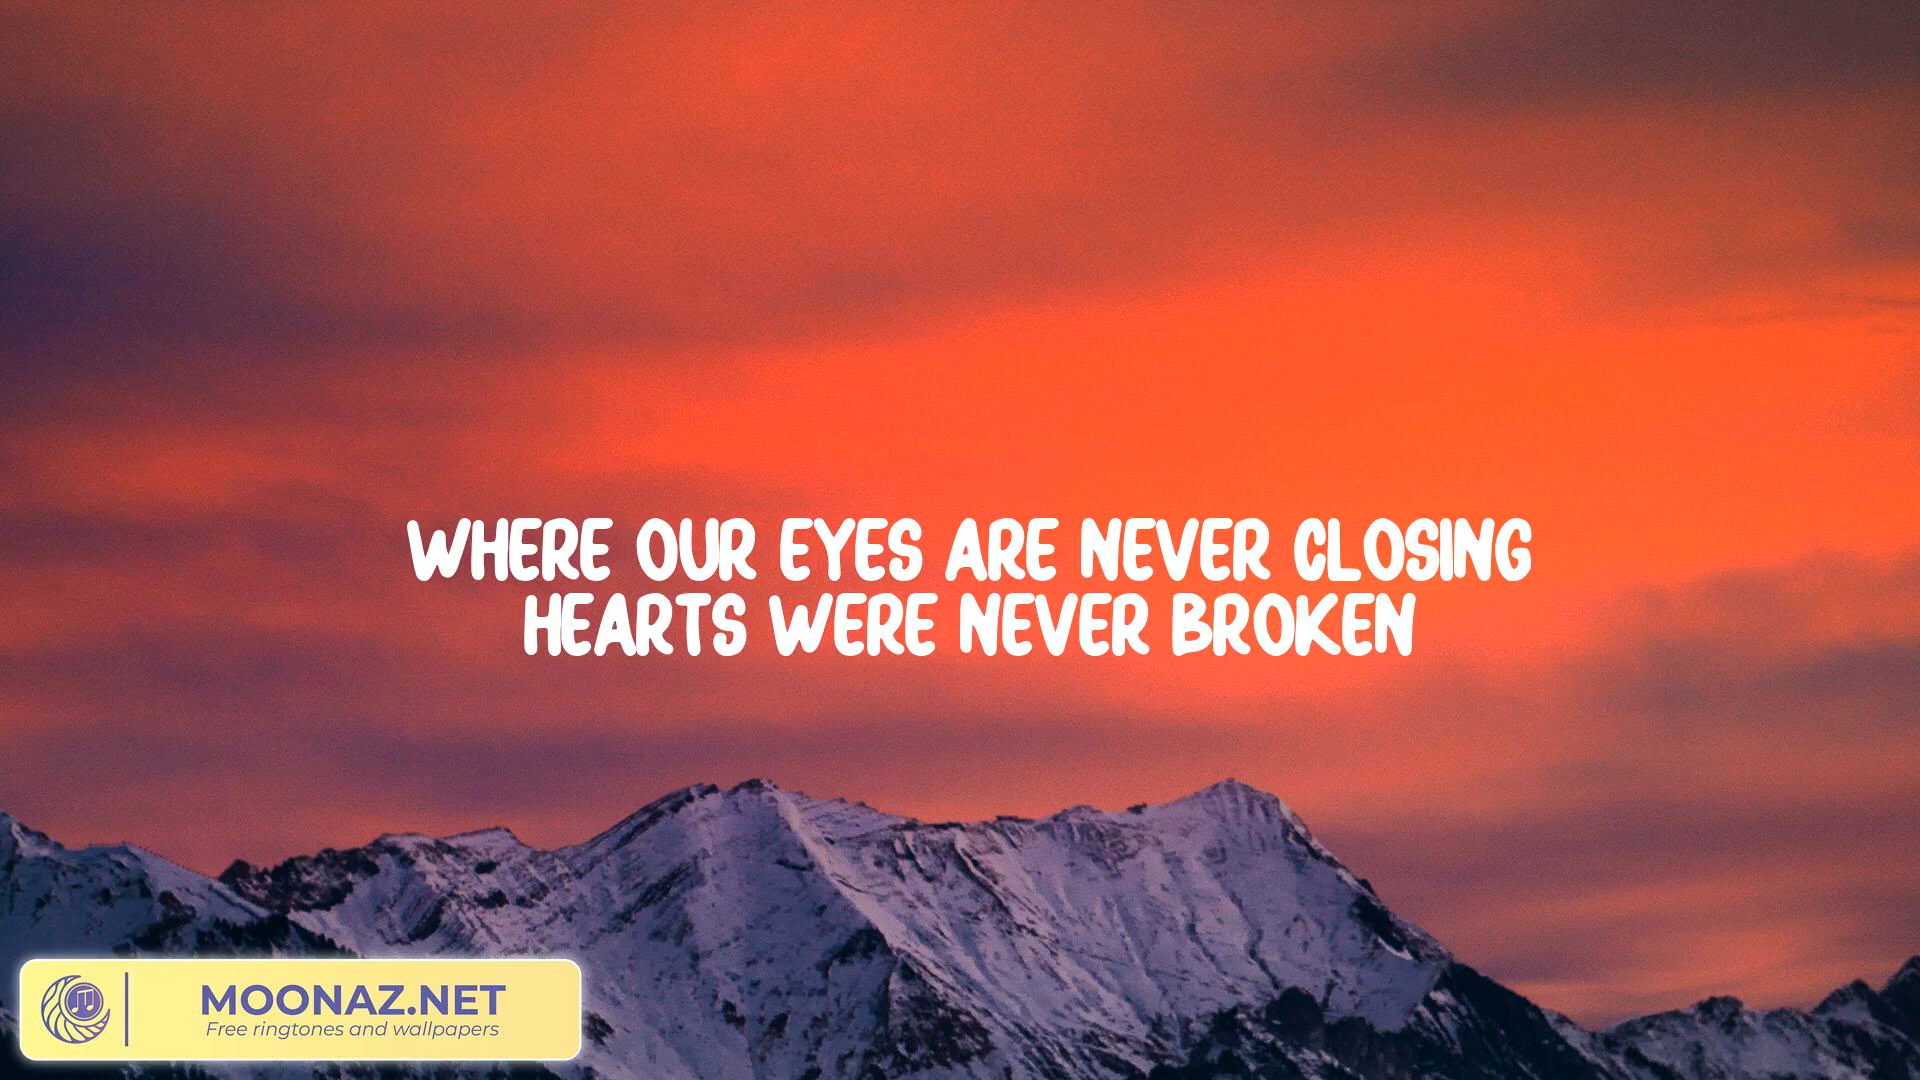 WHERE OUR EYES ARE NEVER CLOSING
HEARTS WERE NEVER BROKEN
MOONAZ.NET
Free ringtones and wallpapers